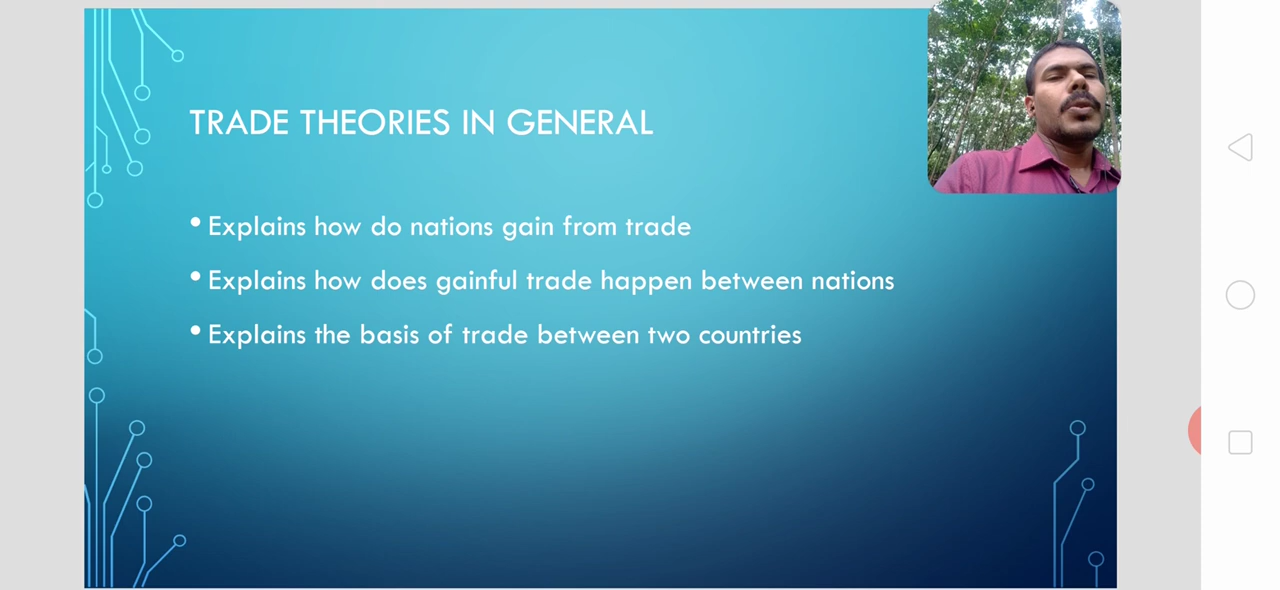 TRADE THEORIES IN GENERAL
• Explains how do nations gain from trade
• Explains how does gainful trade happen between nations
• Explains the basis of trade between two countries